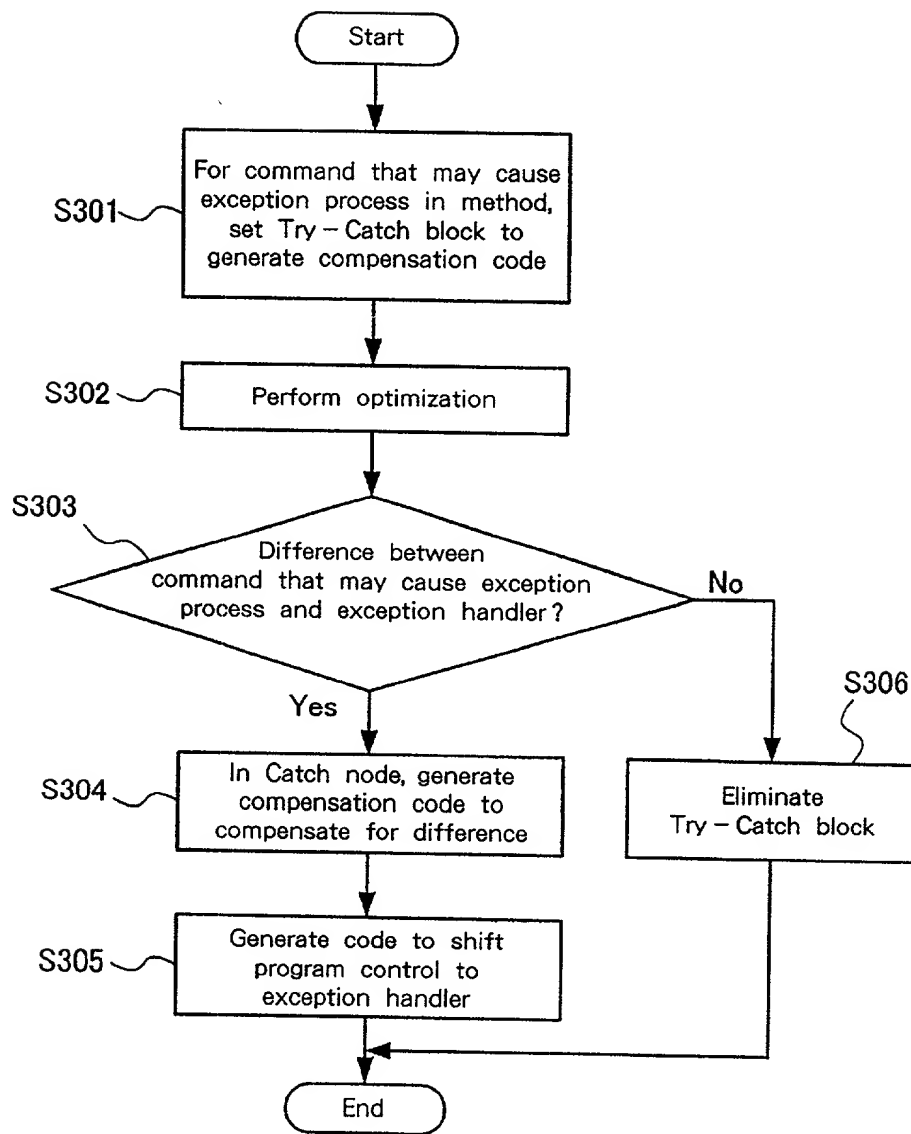 Start
For command that may cause
exception process in method,
set Try-Catch block to
generate compensation code
S301
Perform optimization
S302
S303
Difference between
command that may cause exception
process and exception handler?
No
Yes
S306
In Catch node, generate
compensation code to
compensate for difference
S304
Eliminate
Try-Catch block
Generate code to shift
program control to
exception handler
S305
End